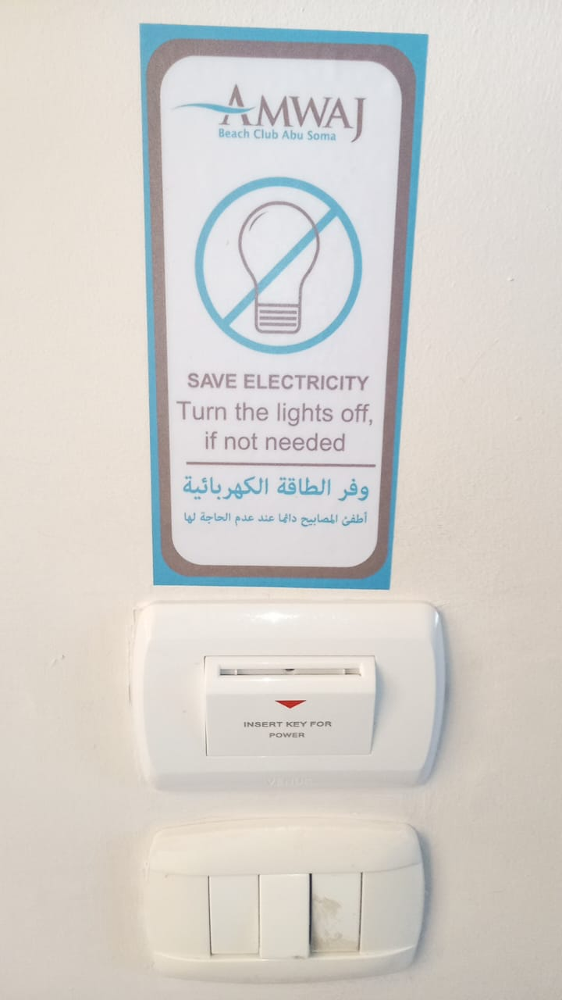 AMWAJ
Beach Club Abu Soma
SAVE ELECTRICITY
Turn the lights off,
if not needed
وفر الطاقة الكهربائية
أطفئ المصابيح دائما عند عدم الحاجة لها
INSERT KEY FOR
POWER
VENUS